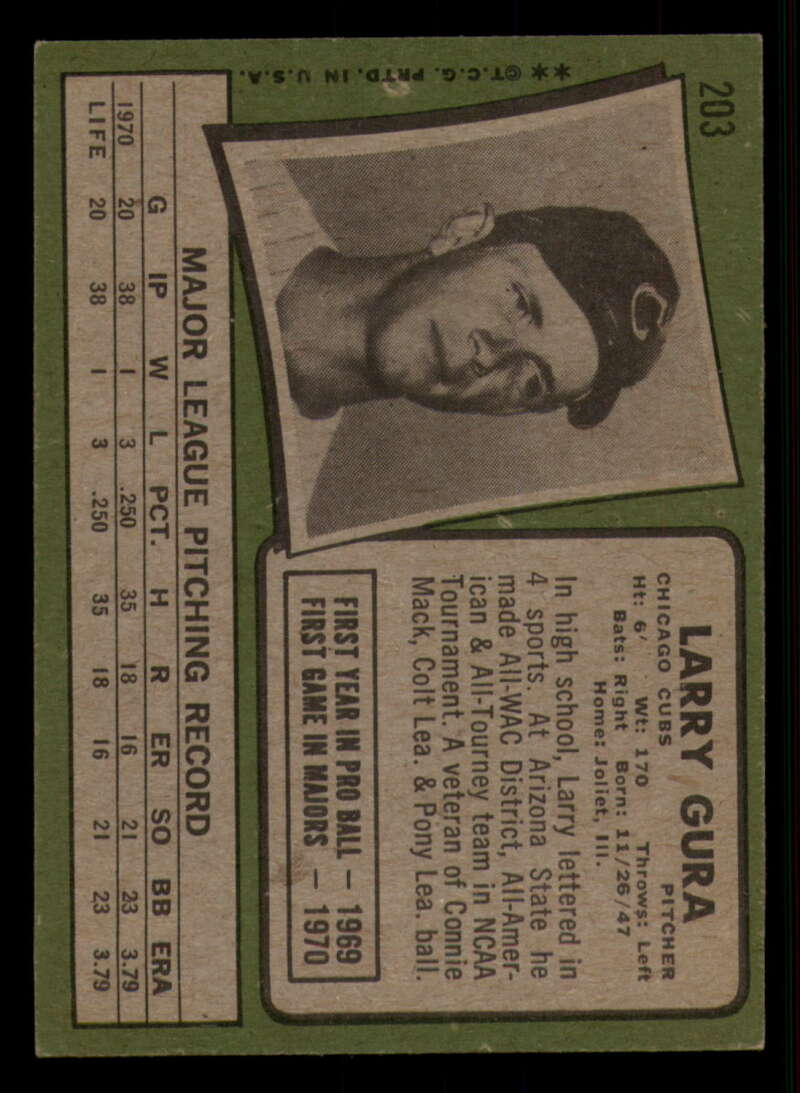 203
✱✱ ©T.C.G. PRTD. IN U.S.A.
C
LARRY GURA
CHICAGO CUBS PITCHER
Ht: 6' Wt: 170 Throws: Left
Bats: Right Born: 11/26/47
Home: Joliet, Ill.
In high school, Larry lettered in
4 sports. At Arizona State he
made All-WAC District, All-Amer-
ican & All-Tourney team in NCAA
Tournament. A veteran of Connie
Mack, Colt Lea. & Pony Lea. ball.
FIRST YEAR IN PRO BALL — 1969
FIRST GAME IN MAJORS — 1970
MAJOR LEAGUE PITCHING RECORD
G IP W L PCT. H R ER SO BB ERA
1970 20 38 1 3 .250 35 18 16 21 23 3.79
LIFE 20 38 1 3 .250 35 18 16 21 23 3.79